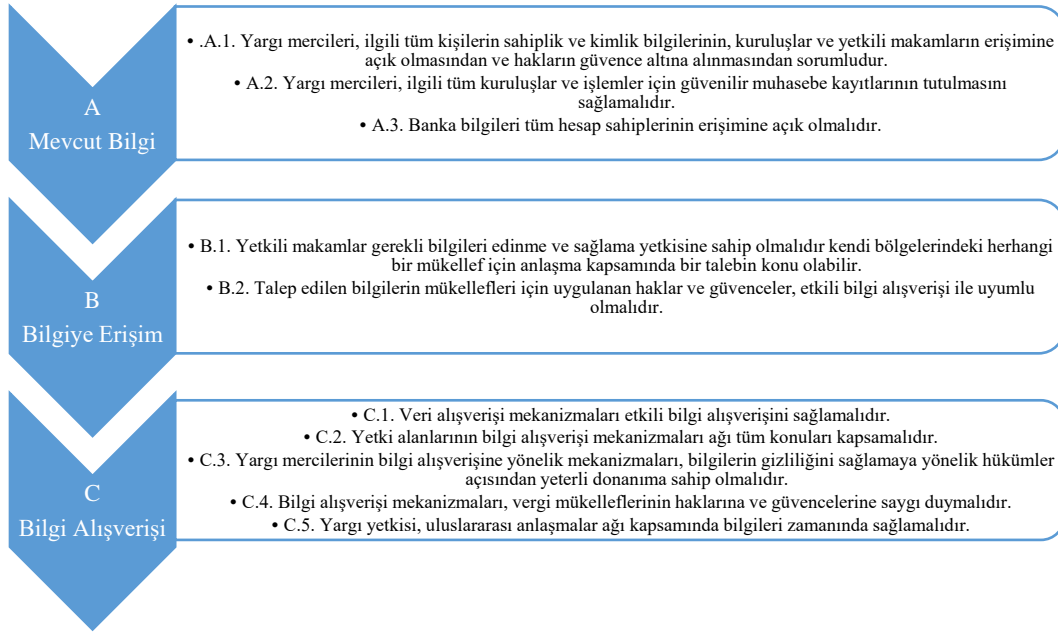 A
Mevcut Bilgi
• .A.1. Yargı mercileri, ilgili tüm kişilerin sahiplik ve kimlik bilgilerinin, kuruluşlar ve yetkili makamların erişimine
açık olmasından ve hakların güvence altına alınmasından sorumludur.
• A.2. Yargı mercileri, ilgili tüm kuruluşlar ve işlemler için güvenilir muhasebe kayıtlarının tutulmasını
sağlamalıdır.
• A.3. Banka bilgileri tüm hesap sahiplerinin erişimine açık olmalıdır.
B
Bilgiye Erişim
• B.1. Yetkili makamlar gerekli bilgileri edinme ve sağlama yetkisine sahip olmalıdır kendi bölgelerindeki herhangi
bir mükellef için anlaşma kapsamında bir talebin konu olabilir.
• B.2. Talep edilen bilgilerin mükellefleri için uygulanan haklar ve güvenceler, etkili bilgi alışverişi ile uyumlu
olmalıdır.
C
Bilgi Alışverişi
• C.1. Veri alışverişi mekanizmaları etkili bilgi alışverişini sağlamalıdır.
• C.2. Yetki alanlarının bilgi alışverişi mekanizmaları ağı tüm konuları kapsamalıdır.
• C.3. Yargı mercilerinin bilgi alışverişine yönelik mekanizmaları, bilgilerin gizliliğini sağlamaya yönelik hükümler
açısından yeterli donanıma sahip olmalıdır.
• C.4. Bilgi alışverişi mekanizmaları, vergi mükelleflerinin haklarına ve güvencelerine saygı duymalıdır.
• C.5. Yargı yetkisi, uluslararası anlaşmalar ağı kapsamında bilgileri zamanında sağlamalıdır.